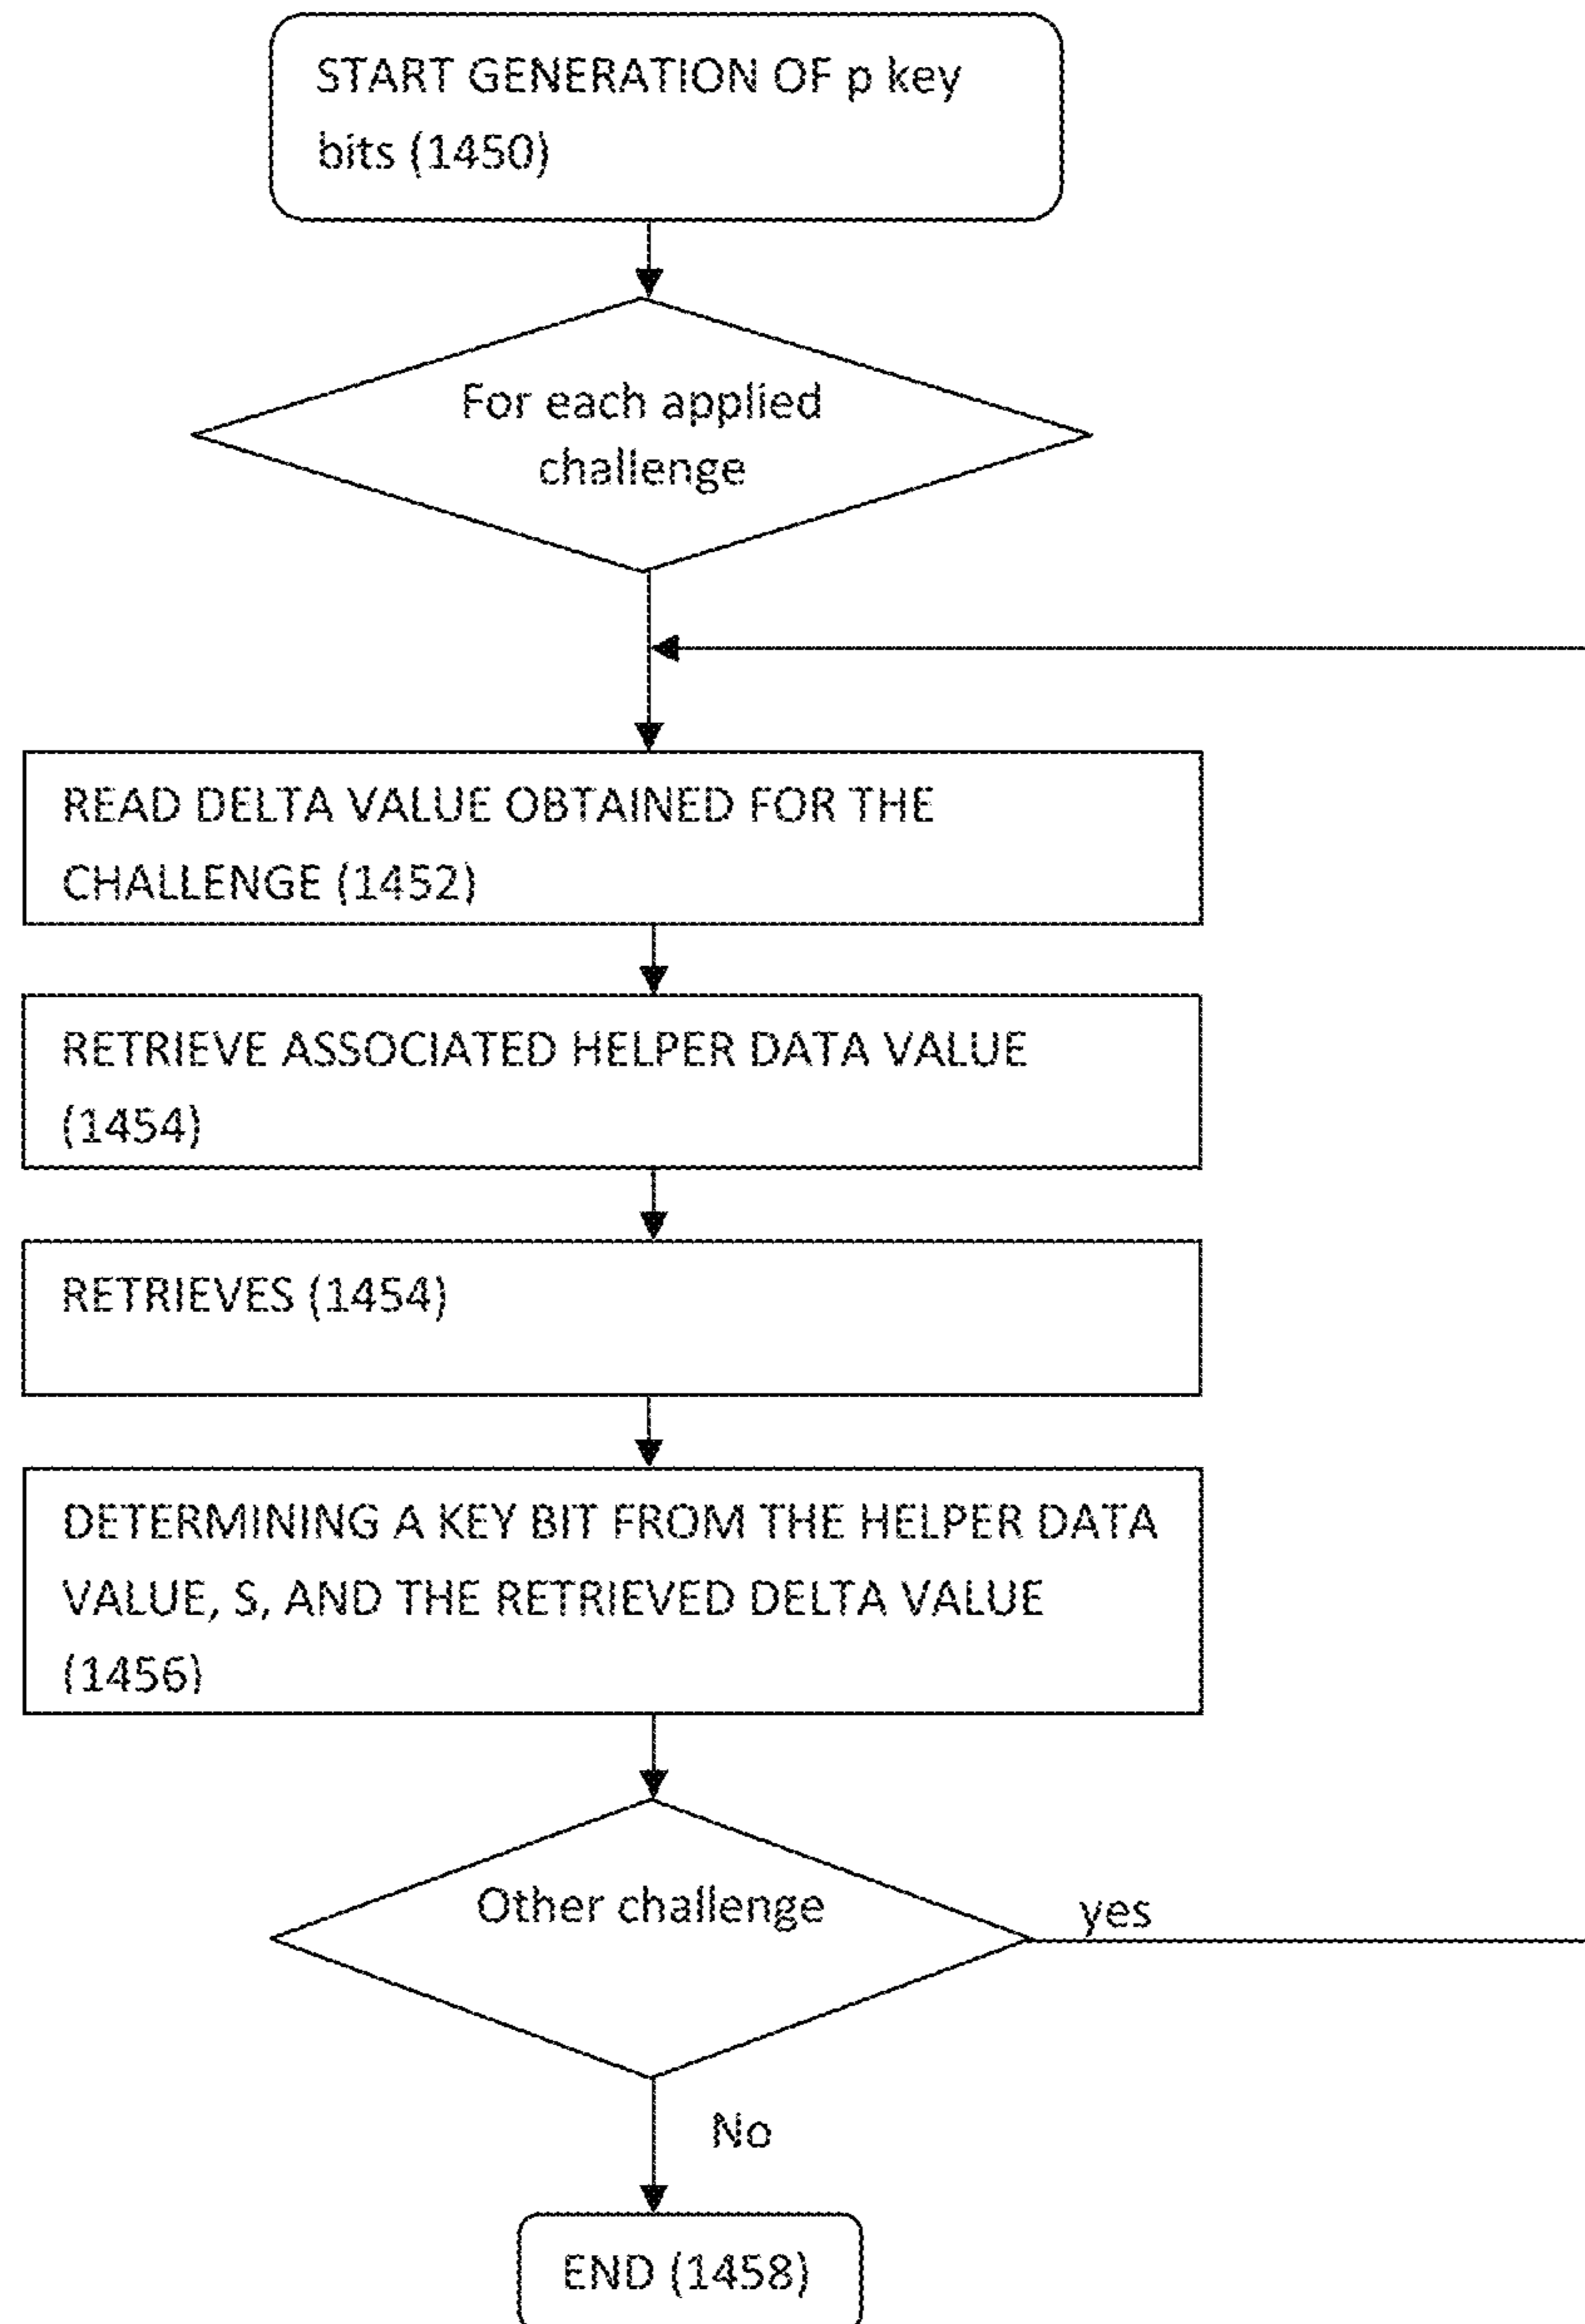 START GENERATION OF p key
bits (1450)
For each applied
challenge
READ DELTA VALUE OBTAINED FOR THE
CHALLENGE (1452)
RETRIEVE ASSOCIATED HELPER DATA VALUE
(1454)
RETRIEVES (1454)
DETERMINING A KEY BIT FROM THE HELPER DATA
VALUE, S, AND THE RETRIEVED DELTA VALUE
(1456)
Other challenge
yes
No
END (1458)